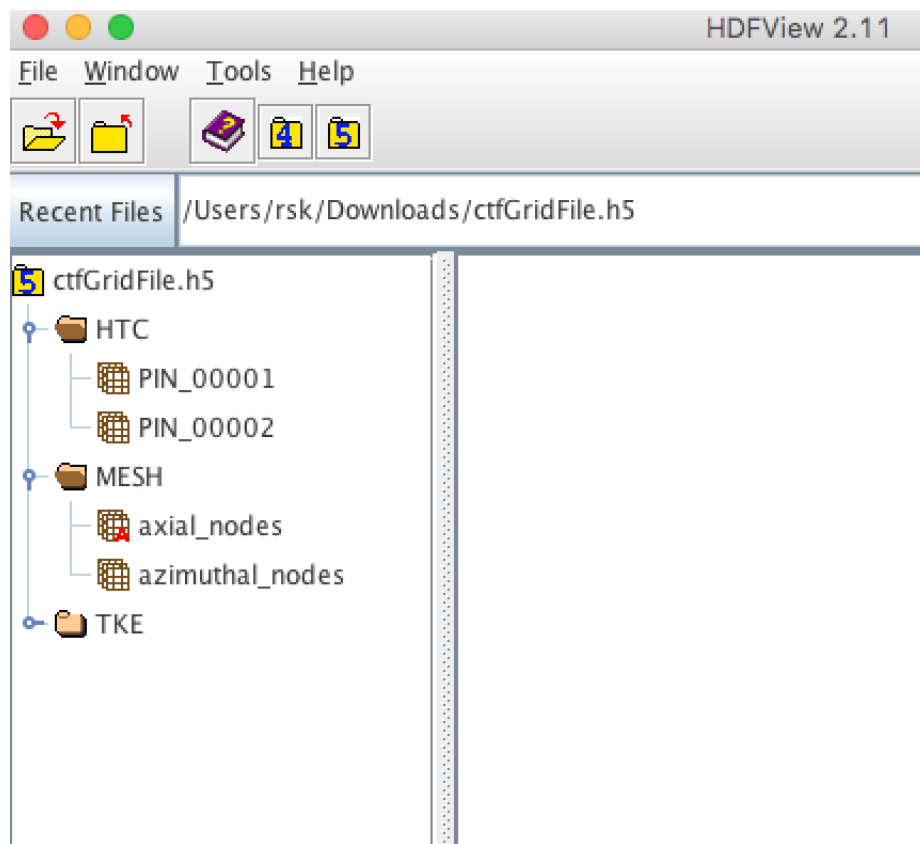 HDFView 2.11
File Window Tools Help
4 5
Recent Files /Users/rsk/Downloads/ctfGridFile.h5
5 ctfGridFile.h5
HTC
PIN_00001
PIN_00002
MESH
A axial_nodes
azimuthal_nodes
TKE